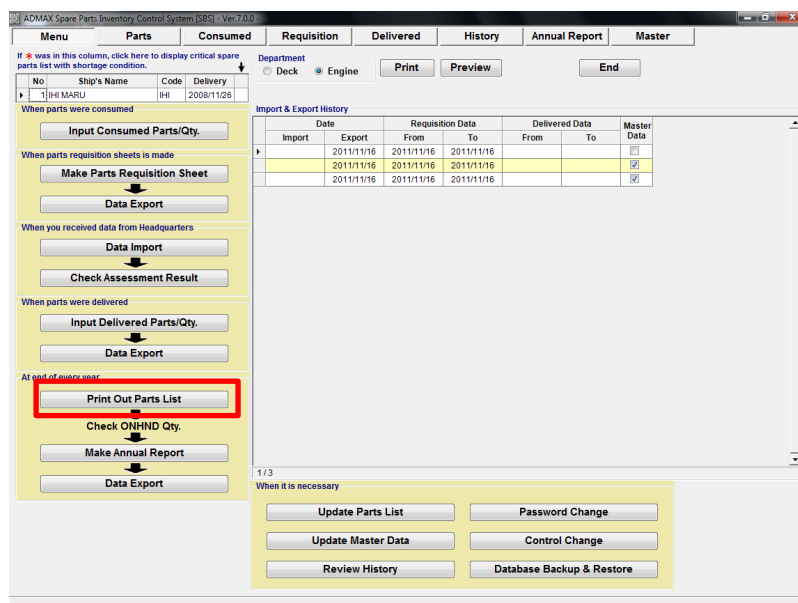 ADMAX Spare Parts Inventory Control System [SBS] - Ver.7.0.0 -
Menu Parts Consumed Requisition Delivered History Annual Report Master
If * was in this column, click here to display critical spare
parts list with shortage condition.
No Ship's Name Code Delivery
1 IHI MARU IHI 2008/11/26
Department
Deck Engine Print Preview End
When parts were consumed
Input Consumed Parts/Qty.
When parts requisition sheets is made
Make Parts Requisition Sheet
Data Export
When you received data from Headquarters
Data Import
Check Assessment Result
When parts were delivered
Input Delivered Parts/Qty.
Data Export
At end of every year
Print Out Parts List
Check ONHND Qty.
Make Annual Report
Data Export
Import & Export History
Date Requisition Data Delivered Data Master
Data
Import Export From To From To
2011/11/16 2011/11/16 2011/11/16
2011/11/16 2011/11/16 2011/11/16
2011/11/16 2011/11/16 2011/11/16
1 / 3
When it is necessary
Update Parts List Password Change
Update Master Data Control Change
Review History Database Backup & Restore